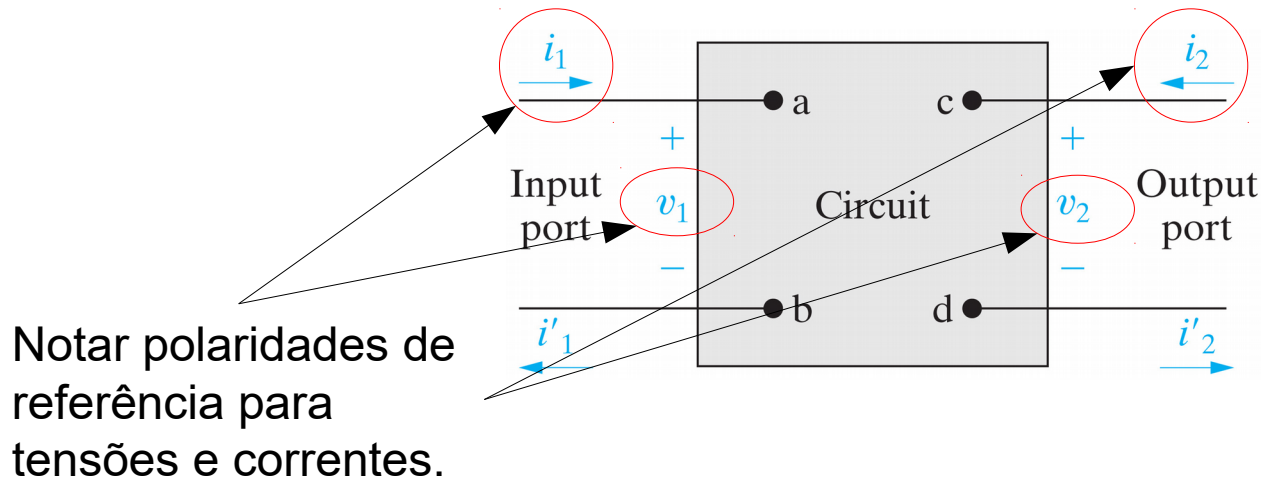 i₁
i₂
a
c
+
+
Input
port
v₁
Circuit
v₂
Output
port
−
−
b
d
i′₁
i′₂
Notar polaridades de
referência para
tensões e correntes.